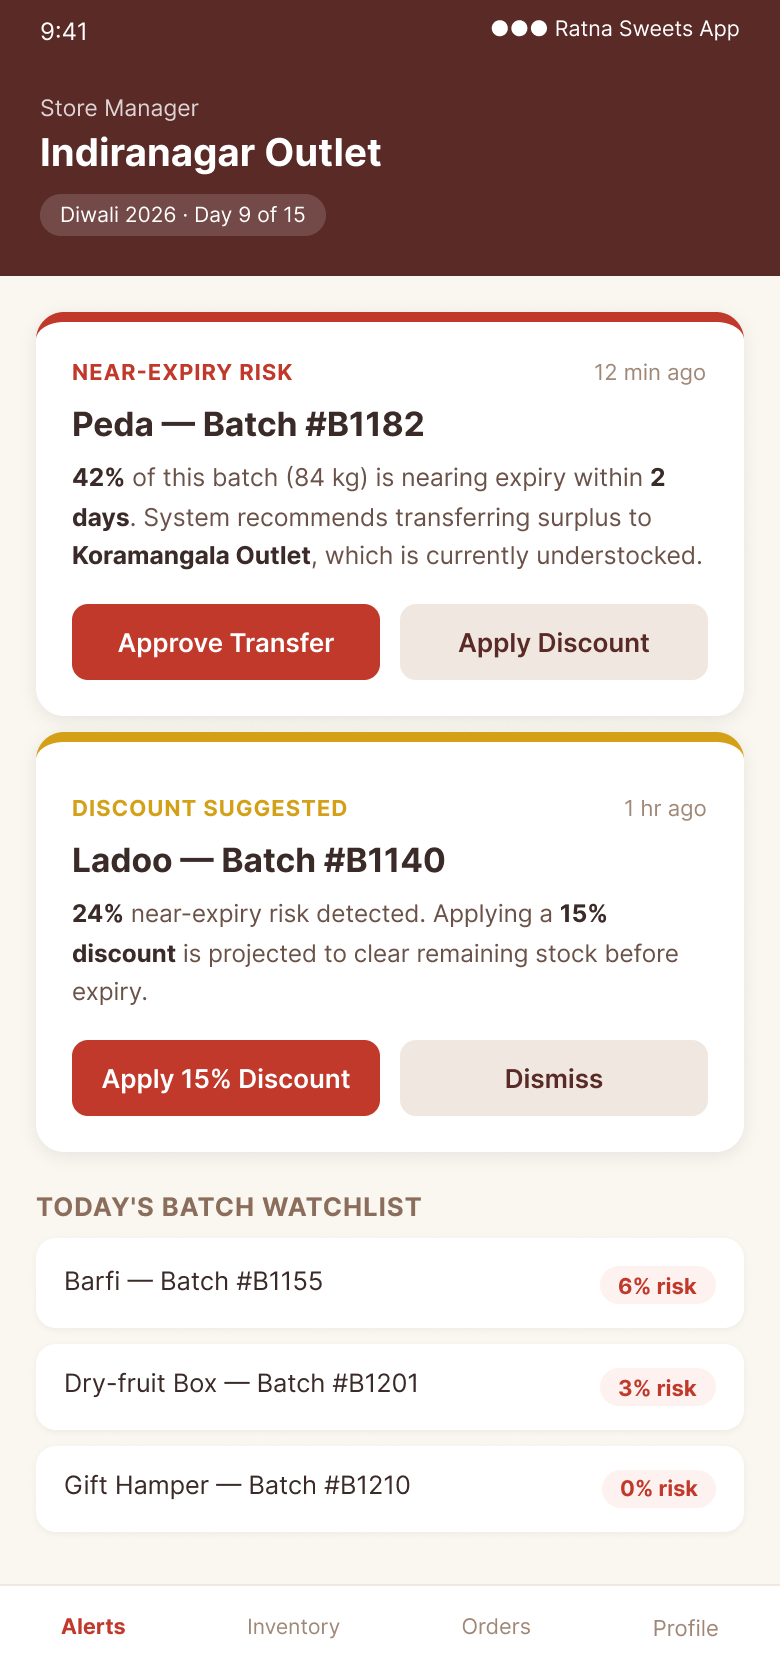 9:41
●●● Ratna Sweets App
Store Manager
Indiranagar Outlet
Diwali 2026 · Day 9 of 15
NEAR-EXPIRY RISK
12 min ago
Peda — Batch #B1182
42% of this batch (84 kg) is nearing expiry within 2
days. System recommends transferring surplus to
Koramangala Outlet, which is currently understocked.
Approve Transfer
Apply Discount
DISCOUNT SUGGESTED
1 hr ago
Ladoo — Batch #B1140
24% near-expiry risk detected. Applying a 15%
discount is projected to clear remaining stock before
expiry.
Apply 15% Discount
Dismiss
TODAY'S BATCH WATCHLIST
Barfi — Batch #B1155
6% risk
Dry-fruit Box — Batch #B1201
3% risk
Gift Hamper — Batch #B1210
0% risk
Alerts
Inventory
Orders
Profile